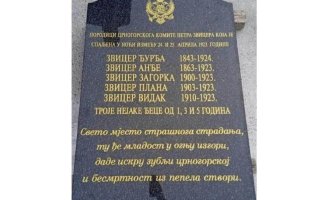 ПОРОДИЦИ ЦРНОГОРСКОГ КОМИТЕ ПЕТРА ЗВИЦЕРА КОЈА ЈЕ
СПАЉЕНА У НОЋИ ИЗМЕЂУ 24. И 25. АПРИЛА 1923. ГОДИНЕ
ЗВИЦЕР ЂУРЂА 1843-1924.
ЗВИЦЕР АНЂЕ 1863-1923.
ЗВИЦЕР ЗАГОРКА 1900-1923.
ЗВИЦЕР ПЛАНА 1903-1923.
ЗВИЦЕР ВИДАК 1910-1923.
ТРОЈЕ НЕЈАКЕ ЂЕЦЕ ОД 1, 3 И 5 ГОДИНА
Свето мјесто страшнога страдања,
ту ђе младост у огњу изгори,
даде искру зубљи црногорској
и бесмртност из пепела створи.